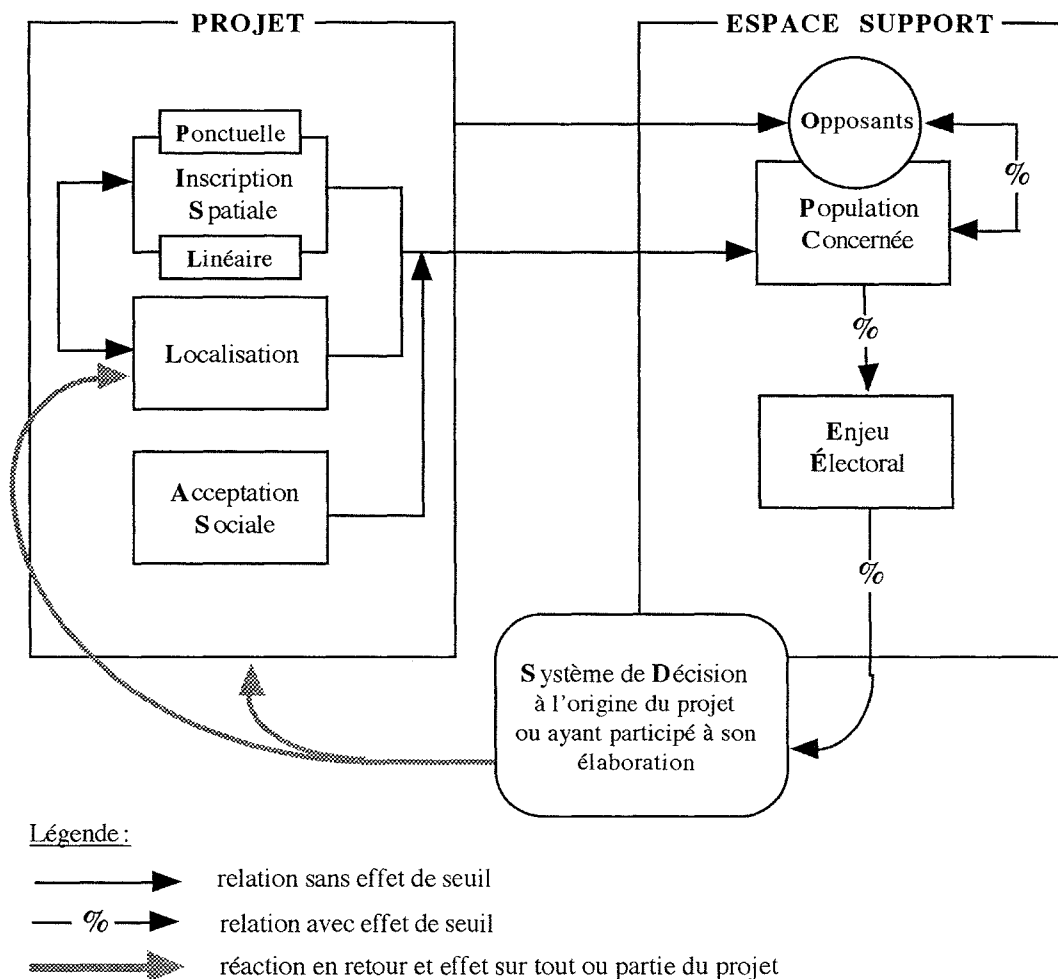 PROJET
Ponctuelle
Inscription
Spatiale
Linéaire
Localisation
Acceptation
Sociale
ESPACE SUPPORT
Opposants
%
Population
Concernée
%
Enjeu
Électoral
%
Système de Décision
à l'origine du projet
ou ayant participé à son
élaboration
Légende :
relation sans effet de seuil
% relation avec effet de seuil
réaction en retour et effet sur tout ou partie du projet